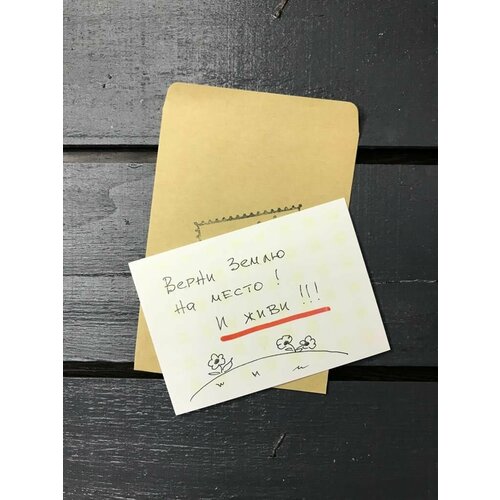 Верни Землю
на место!
И живи!!!